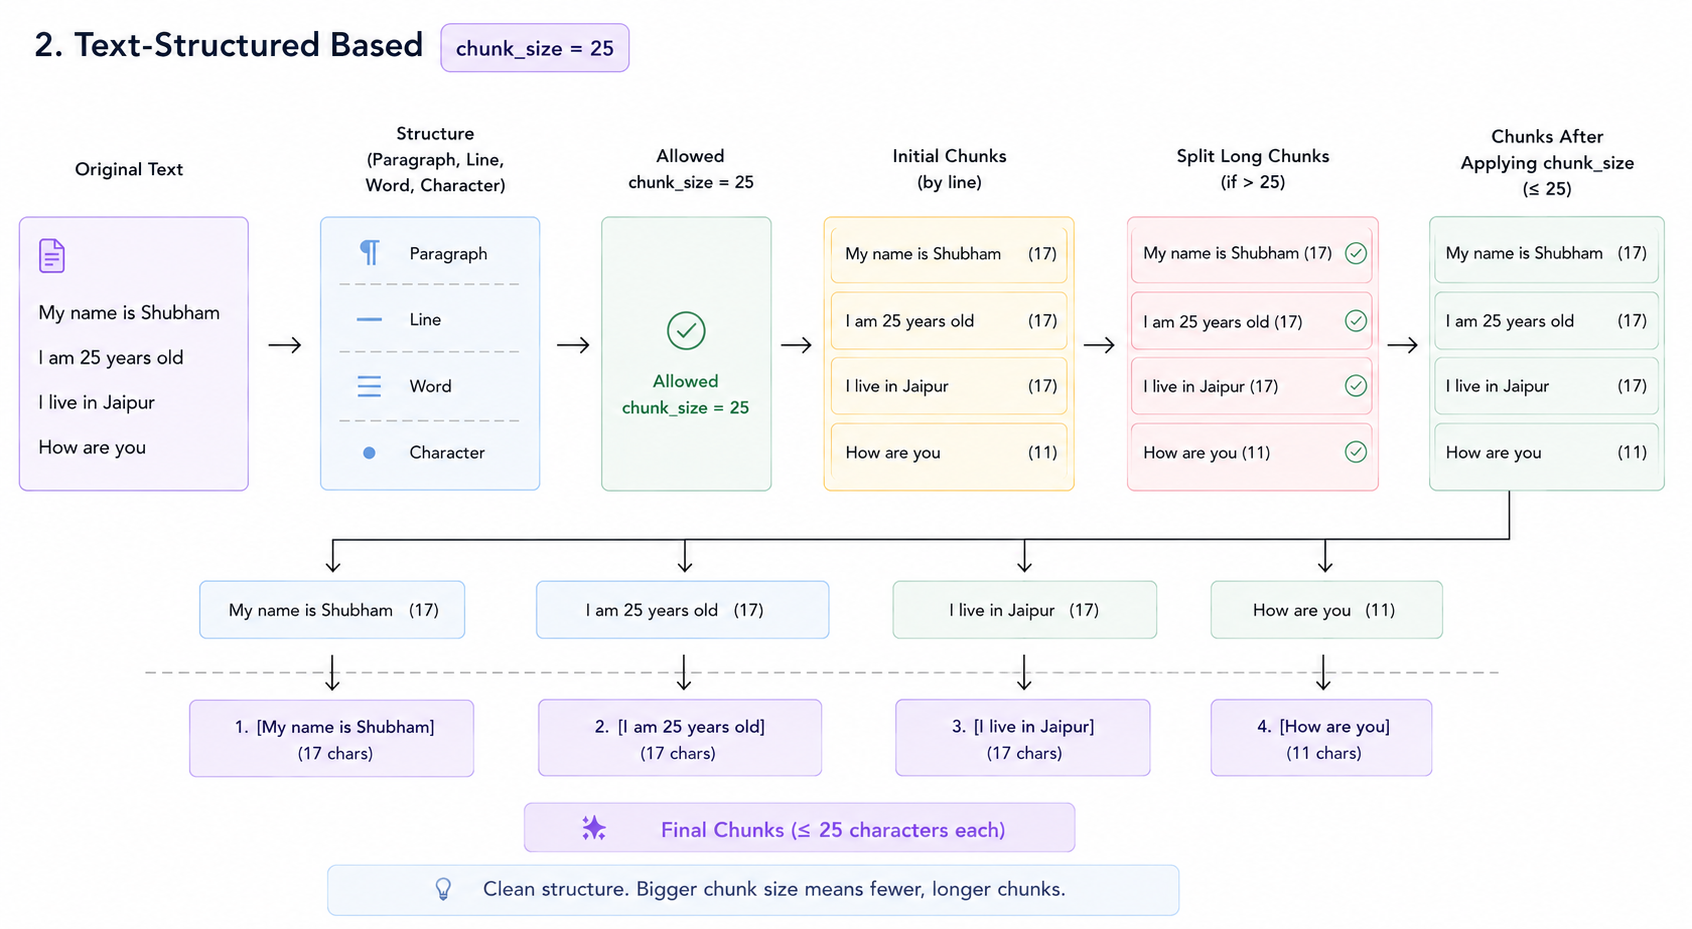 2. Text-Structured Based
chunk_size = 25
Original Text
Structure
(Paragraph, Line,
Word, Character)
Allowed
chunk_size = 25
Initial Chunks
(by line)
Split Long Chunks
(if > 25)
Chunks After
Applying chunk_size
(≤ 25)
My name is Shubham
I am 25 years old
I live in Jaipur
How are you
Paragraph
Line
Word
Character
Allowed
chunk_size = 25
My name is Shubham (17)
I am 25 years old (17)
I live in Jaipur (17)
How are you (11)
My name is Shubham (17)
I am 25 years old (17)
I live in Jaipur (17)
How are you (11)
My name is Shubham (17)
I am 25 years old (17)
I live in Jaipur (17)
How are you (11)
My name is Shubham (17)
I am 25 years old (17)
I live in Jaipur (17)
How are you (11)
1. [My name is Shubham]
(17 chars)
2. [I am 25 years old]
(17 chars)
3. [I live in Jaipur]
(17 chars)
4. [How are you]
(11 chars)
Final Chunks (≤ 25 characters each)
Clean structure. Bigger chunk size means fewer, longer chunks.